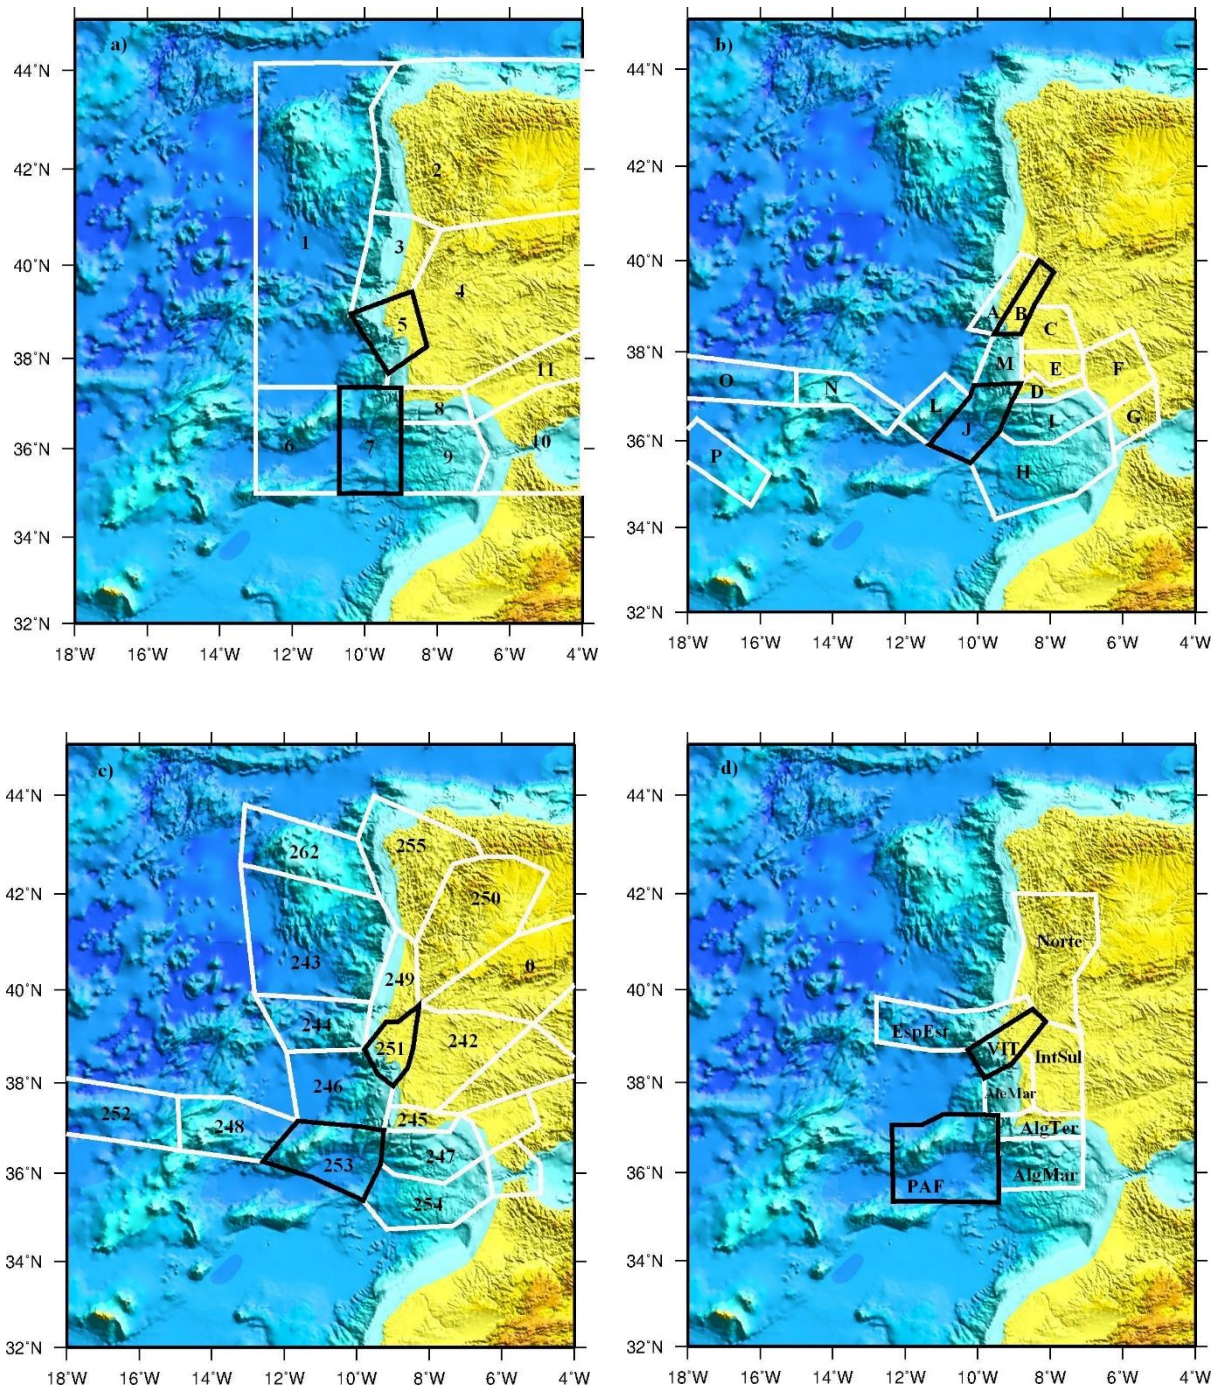 a)
44°N
42°N
40°N
38°N
36°N
34°N
32°N
18°W 16°W 14°W 12°W 10°W 8°W 6°W 4°W
2
1
3
4
5
11
8
6
7
9
10
b)
44°N
42°N
40°N
38°N
36°N
34°N
32°N
18°W 16°W 14°W 12°W 10°W 8°W 6°W 4°W
A
B
C
M
E
F
O
N
D
L
I
G
J
P
H
c)
44°N
42°N
40°N
38°N
36°N
34°N
32°N
18°W 16°W 14°W 12°W 10°W 8°W 6°W 4°W
262
255
250
243
249
0
244
251
242
246
252
248
245
253
247
254
d)
44°N
42°N
40°N
38°N
36°N
34°N
32°N
18°W 16°W 14°W 12°W 10°W 8°W 6°W 4°W
Norte
EspEst
VIT
IntSul
AleMar
AlgTer
PAF
AlgMar